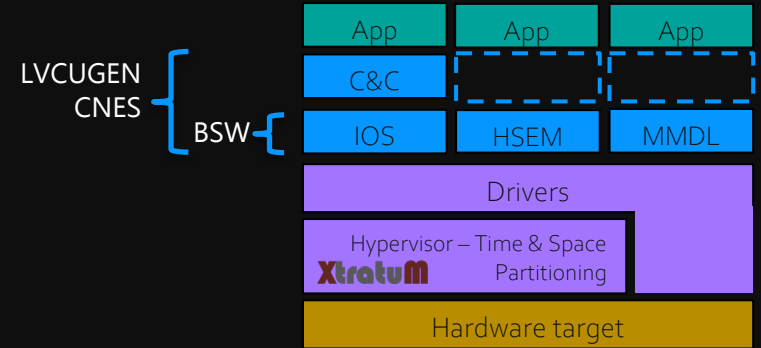 App
App
App
LVCUGEN
CNES
C&C
BSW
IOS
HSEM
MMDL
Drivers
Hypervisor – Time & Space
XtratuM
Partitioning
Hardware target